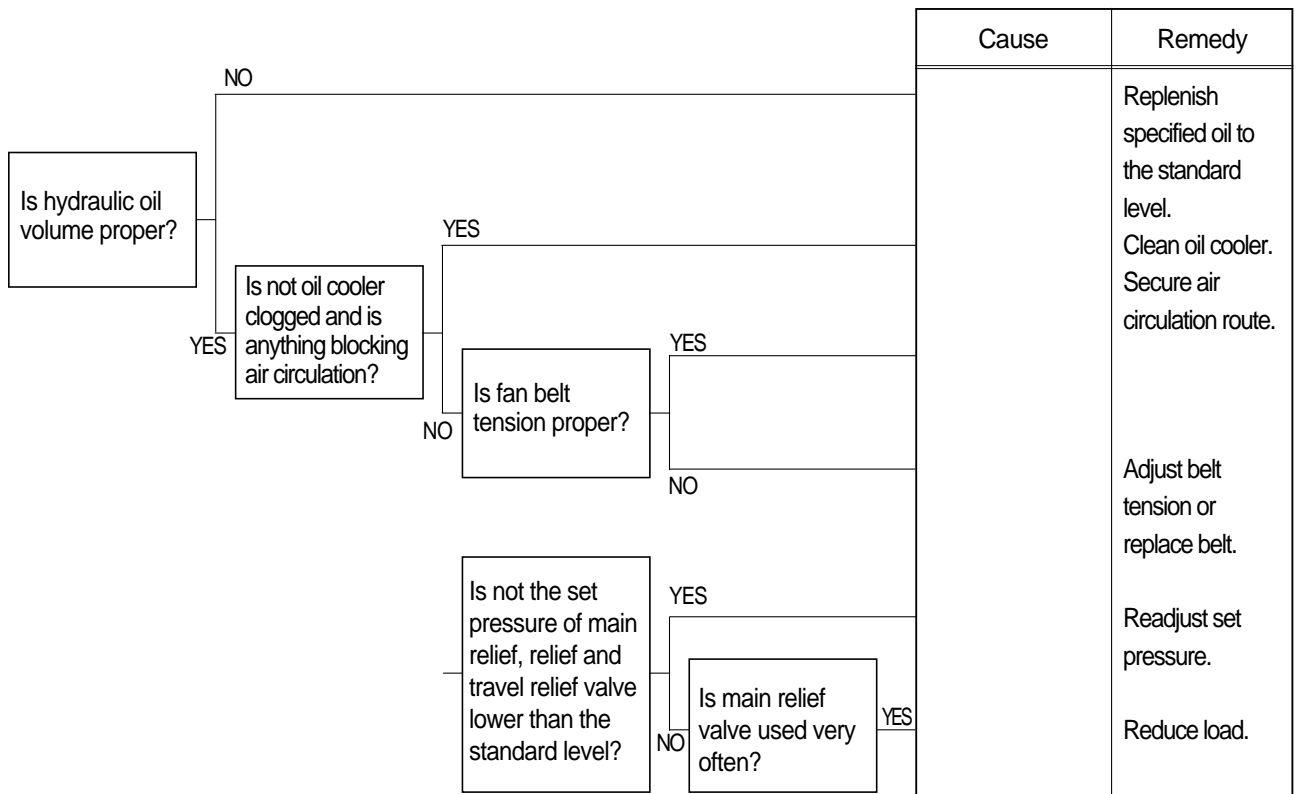 Cause
Remedy
NO
Replenish
specified oil to
the standard
level.
Is hydraulic oil
volume proper?
YES
Clean oil cooler.
Secure air
circulation route.
YES
Is not oil cooler
clogged and is
anything blocking
air circulation?
YES
NO
Is fan belt
tension proper?
NO
Adjust belt
tension or
replace belt.
Is not the set
pressure of main
relief, relief and
travel relief valve
lower than the
standard level?
YES
Readjust set
pressure.
NO
Is main relief
valve used very
often?
YES
Reduce load.